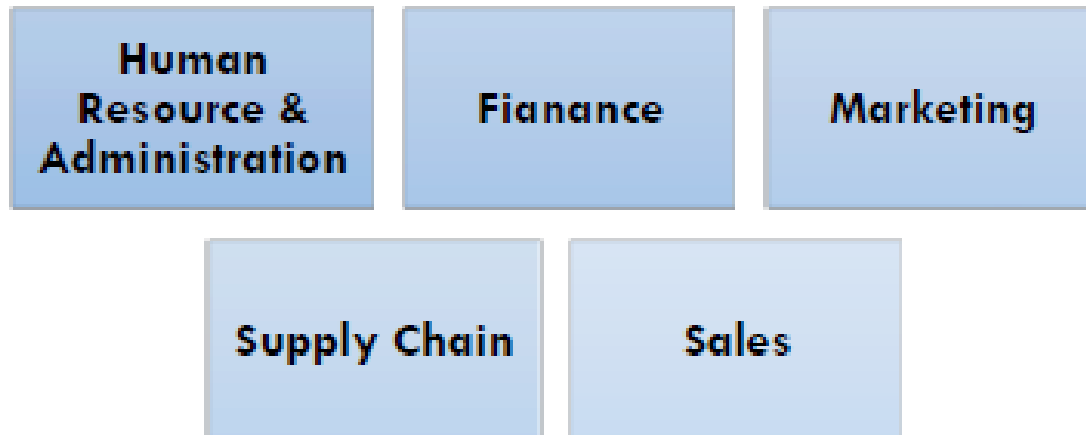 Human
Resource &
Administration
Fianance
Marketing
Supply Chain
Sales